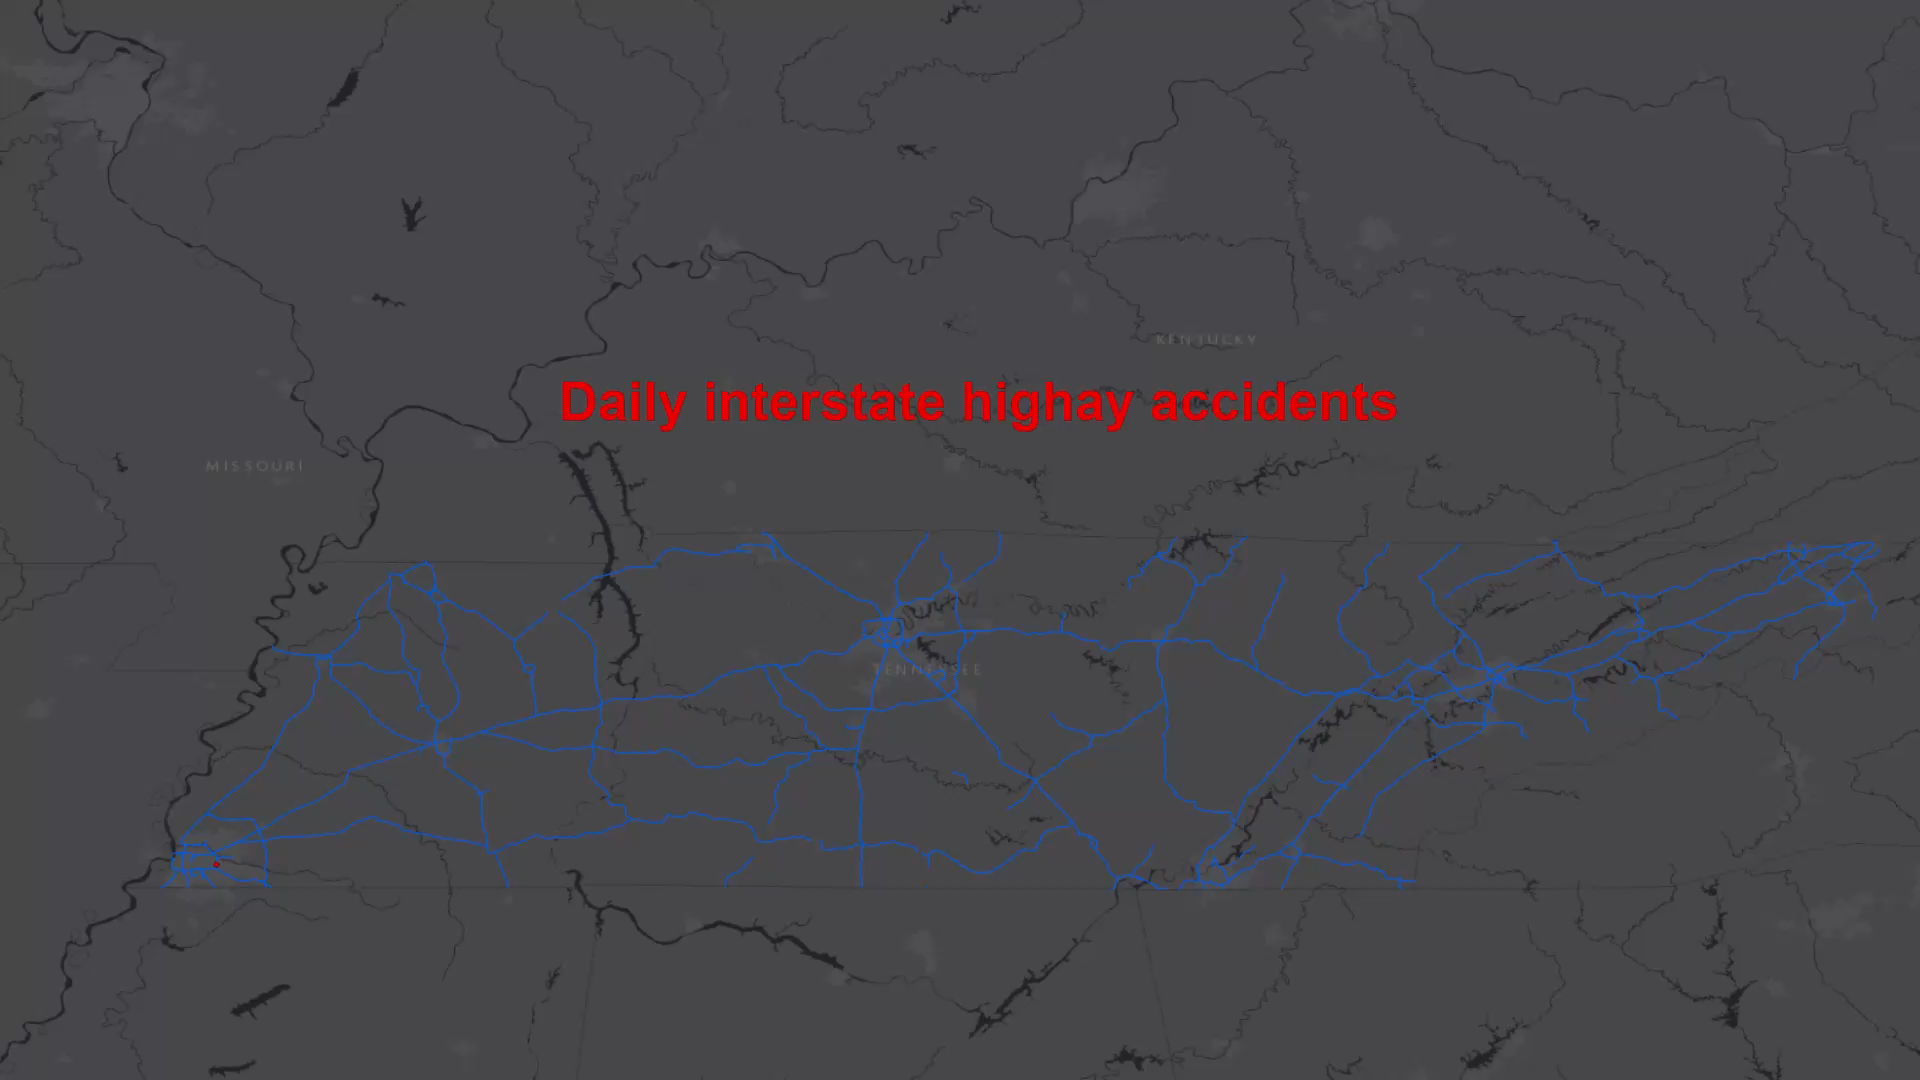 KENTUCKY
Daily interstate highay accidents
MISSOURI
TENNESSEE